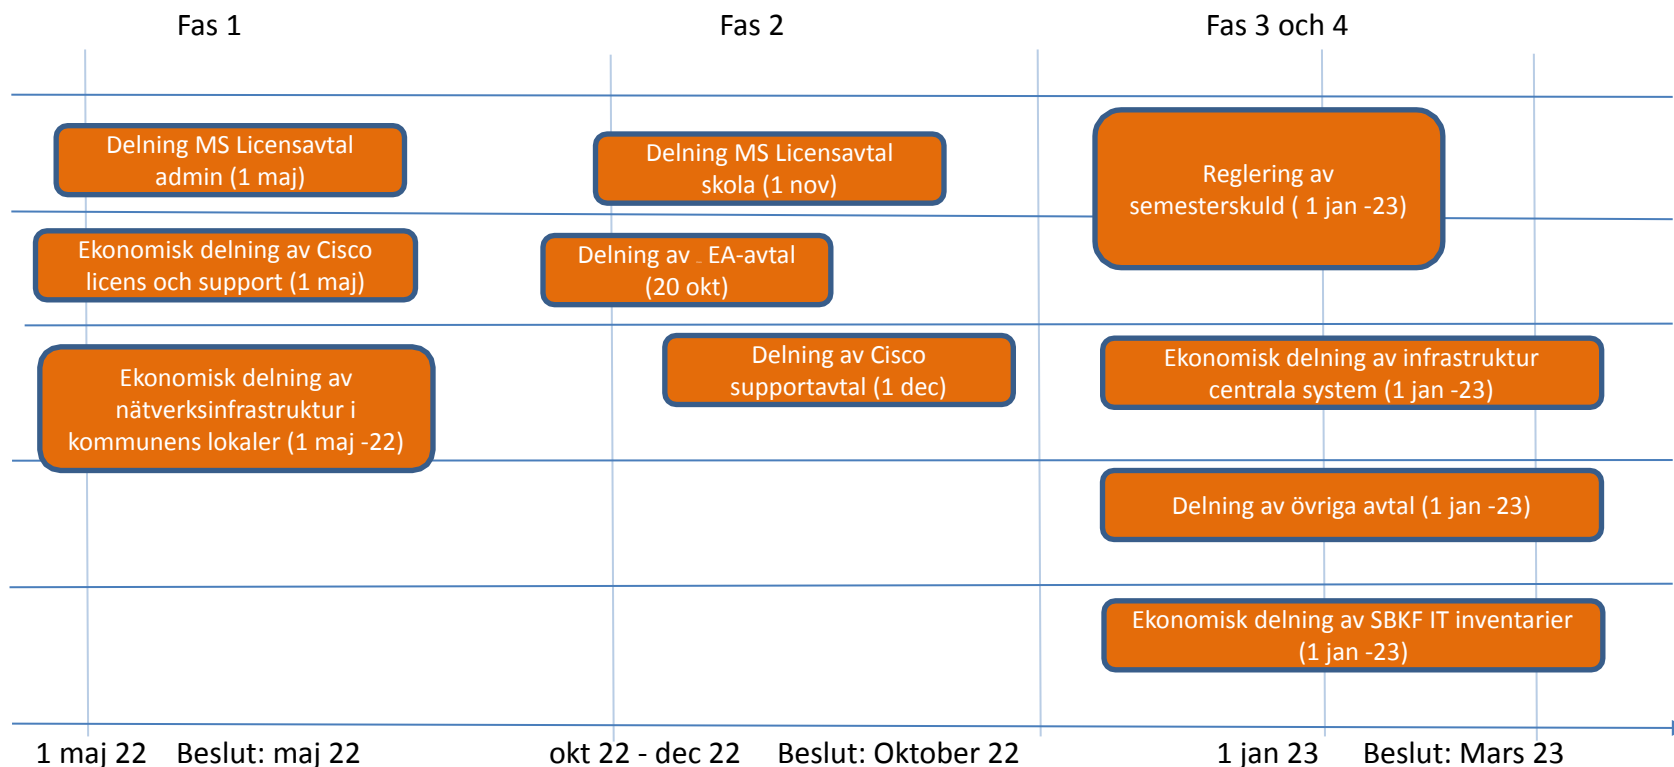 Fas 1
Fas 2
Fas 3 och 4
Delning MS Licensavtal
admin (1 maj)
Ekonomisk delning av Cisco
licens och support (1 maj)
Ekonomisk delning av
nätverksinfrastruktur i
kommunens lokaler (1 maj -22)
Delning MS Licensavtal
skola (1 nov)
Delning av EA-avtal
(20 okt)
Delning av Cisco
supportavtal (1 dec)
Reglering av
semesterskuld ( 1 jan -23)
Ekonomisk delning av infrastruktur
centrala system (1 jan -23)
Delning av övriga avtal (1 jan -23)
Ekonomisk delning av SBKF IT inventarier
(1 jan -23)
1 maj 22 Beslut: maj 22
okt 22 - dec 22 Beslut: Oktober 22
1 jan 23 Beslut: Mars 23